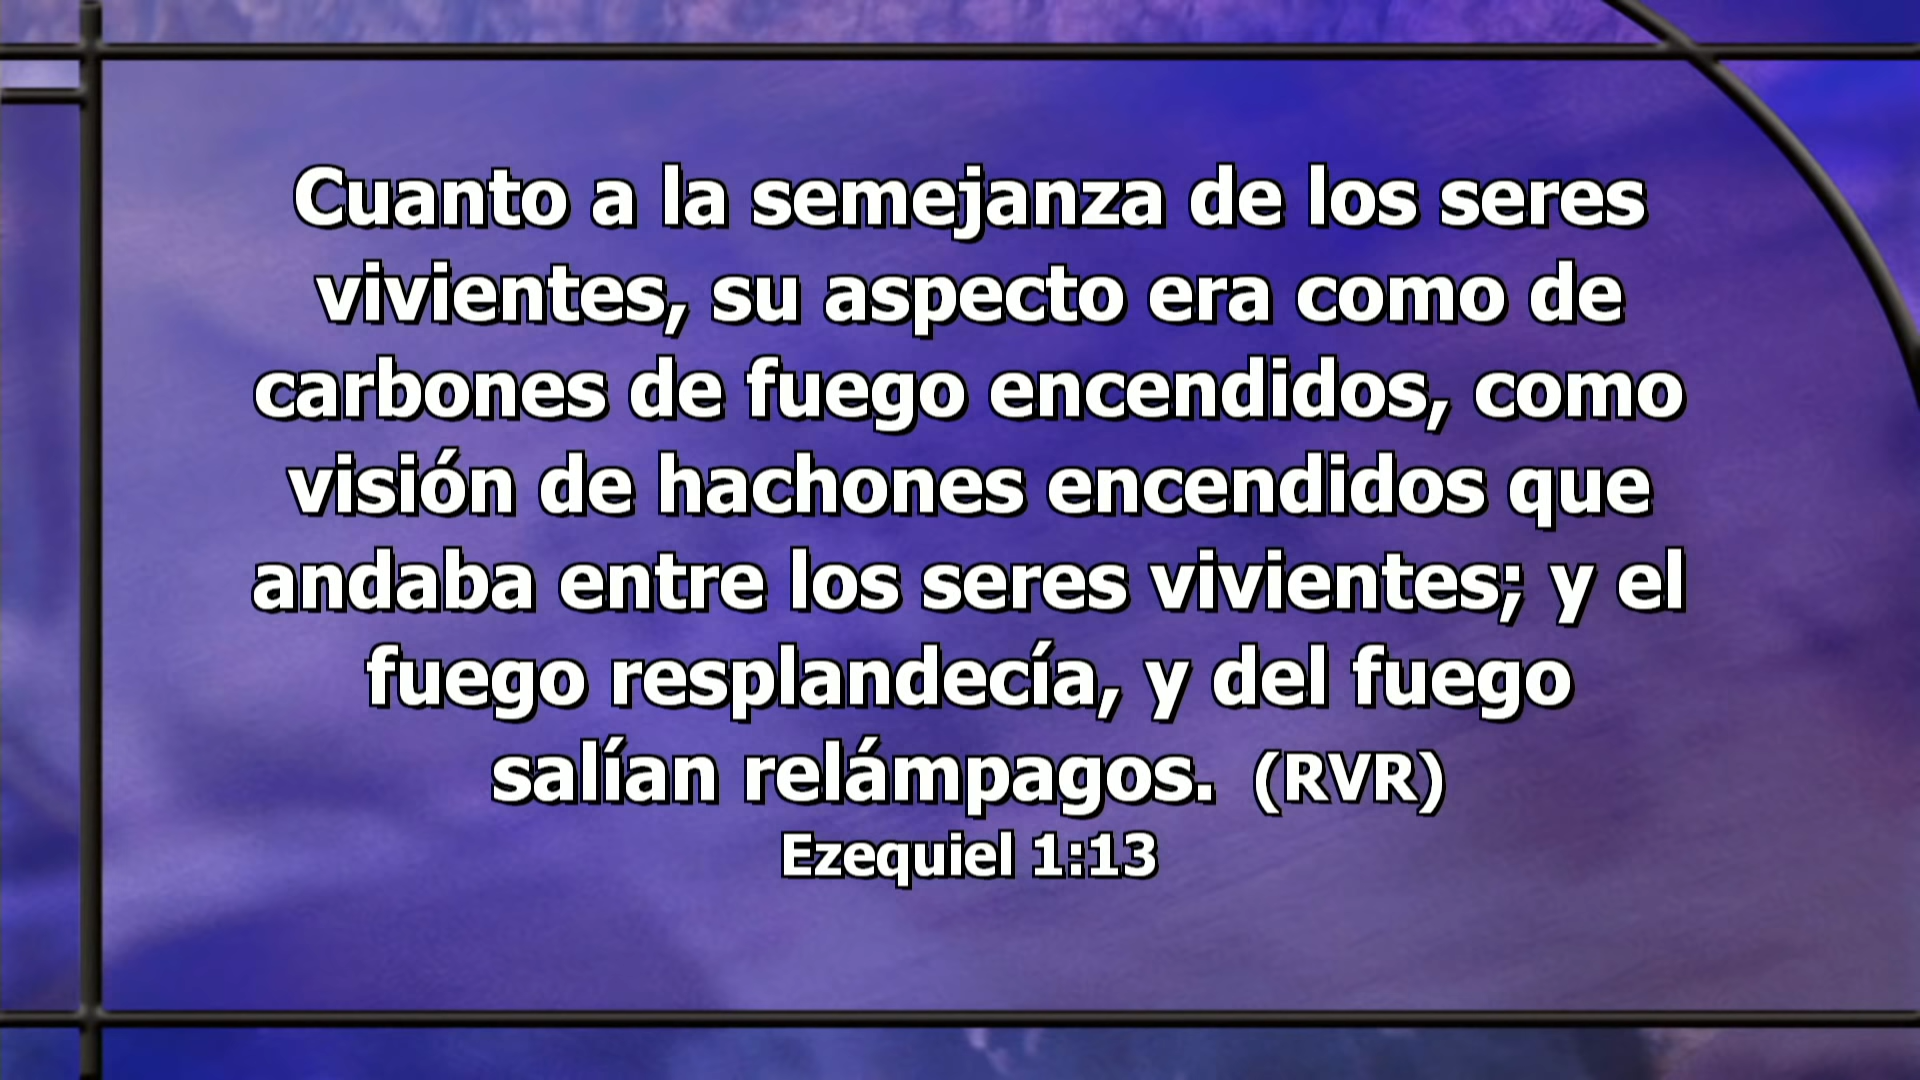 Cuanto a la semejanza de los seres
vivientes, su aspecto era como de
carbones de fuego encendidos, como
visión de hachones encendidos que
andaba entre los seres vivientes; y el
fuego resplandecía, y del fuego
salían relámpagos. (RVR)
Ezequiel 1:13